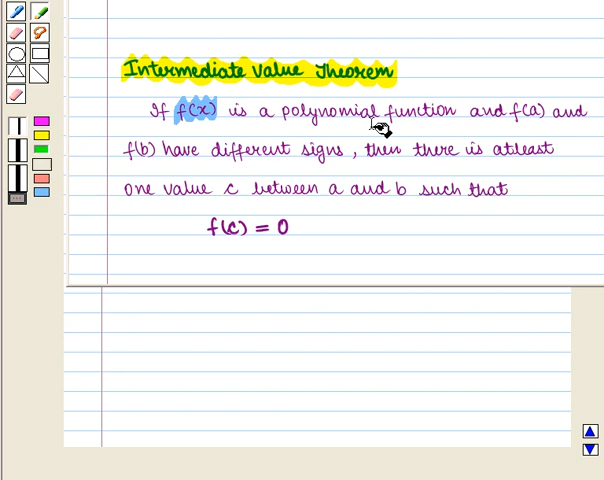 Intermediate Value Theorem
If f(x) is a polynomial function and f(a) and
f(b) have different signs, then there is atleast
one value c between a and b such that
f(c) = 0